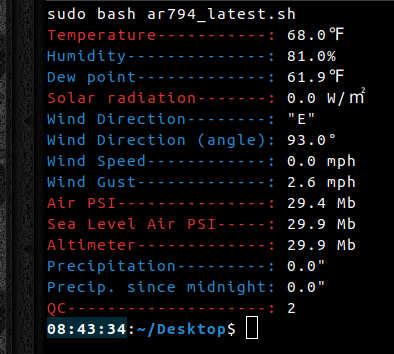 sudo bash ar794_latest.sh
Temperature-----------: 68.0℉
Humidity--------------: 81.0%
Dew point-------------: 61.9℉
Solar radiation-------: 0.0 W/㎡
Wind Direction--------: "E"
Wind Direction (angle): 93.0°
Wind Speed------------: 0.0 mph
Wind Gust-------------: 2.6 mph
Air PSI---------------: 29.4 Mb
Sea Level Air PSI-----: 29.9 Mb
Altimeter-------------: 29.9 Mb
Precipitation---------: 0.0"
Precip. since midnight: 0.0"
QC--------------------: 2
08:43:34:~/Desktop$